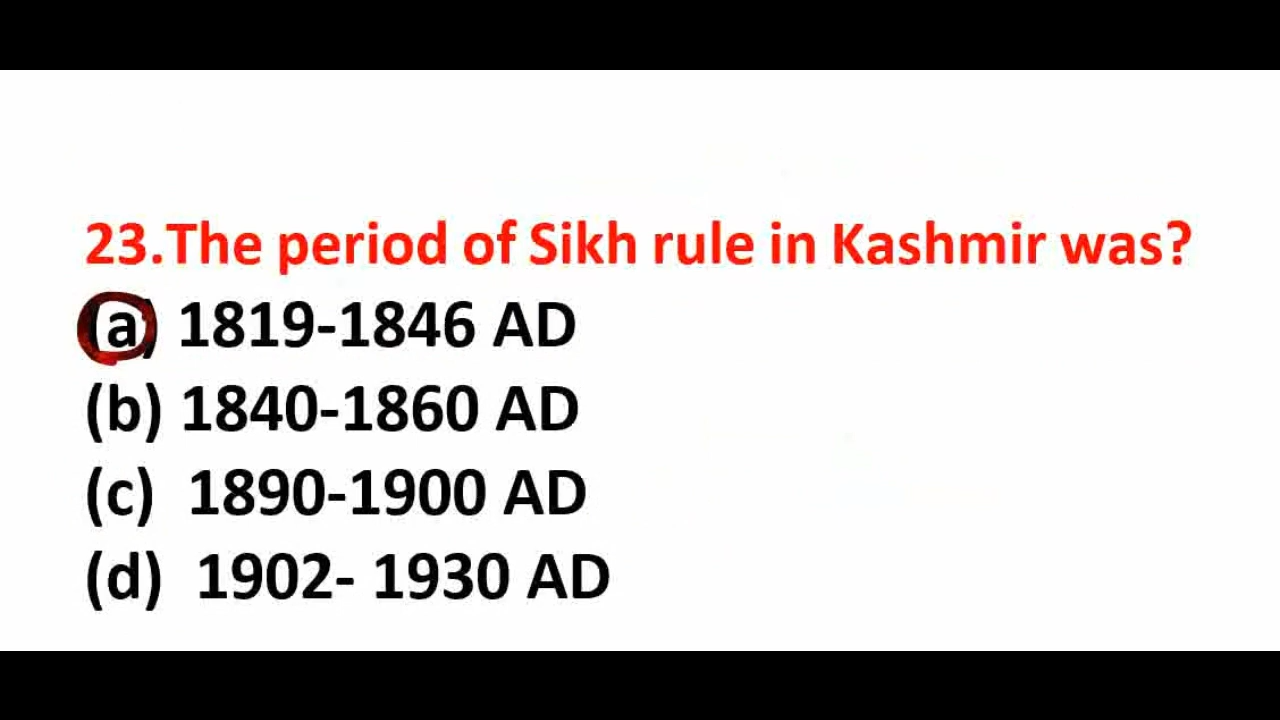 23.The period of Sikh rule in Kashmir was?
(a) 1819-1846 AD
(b) 1840-1860 AD
(c) 1890-1900 AD
(d) 1902- 1930 AD